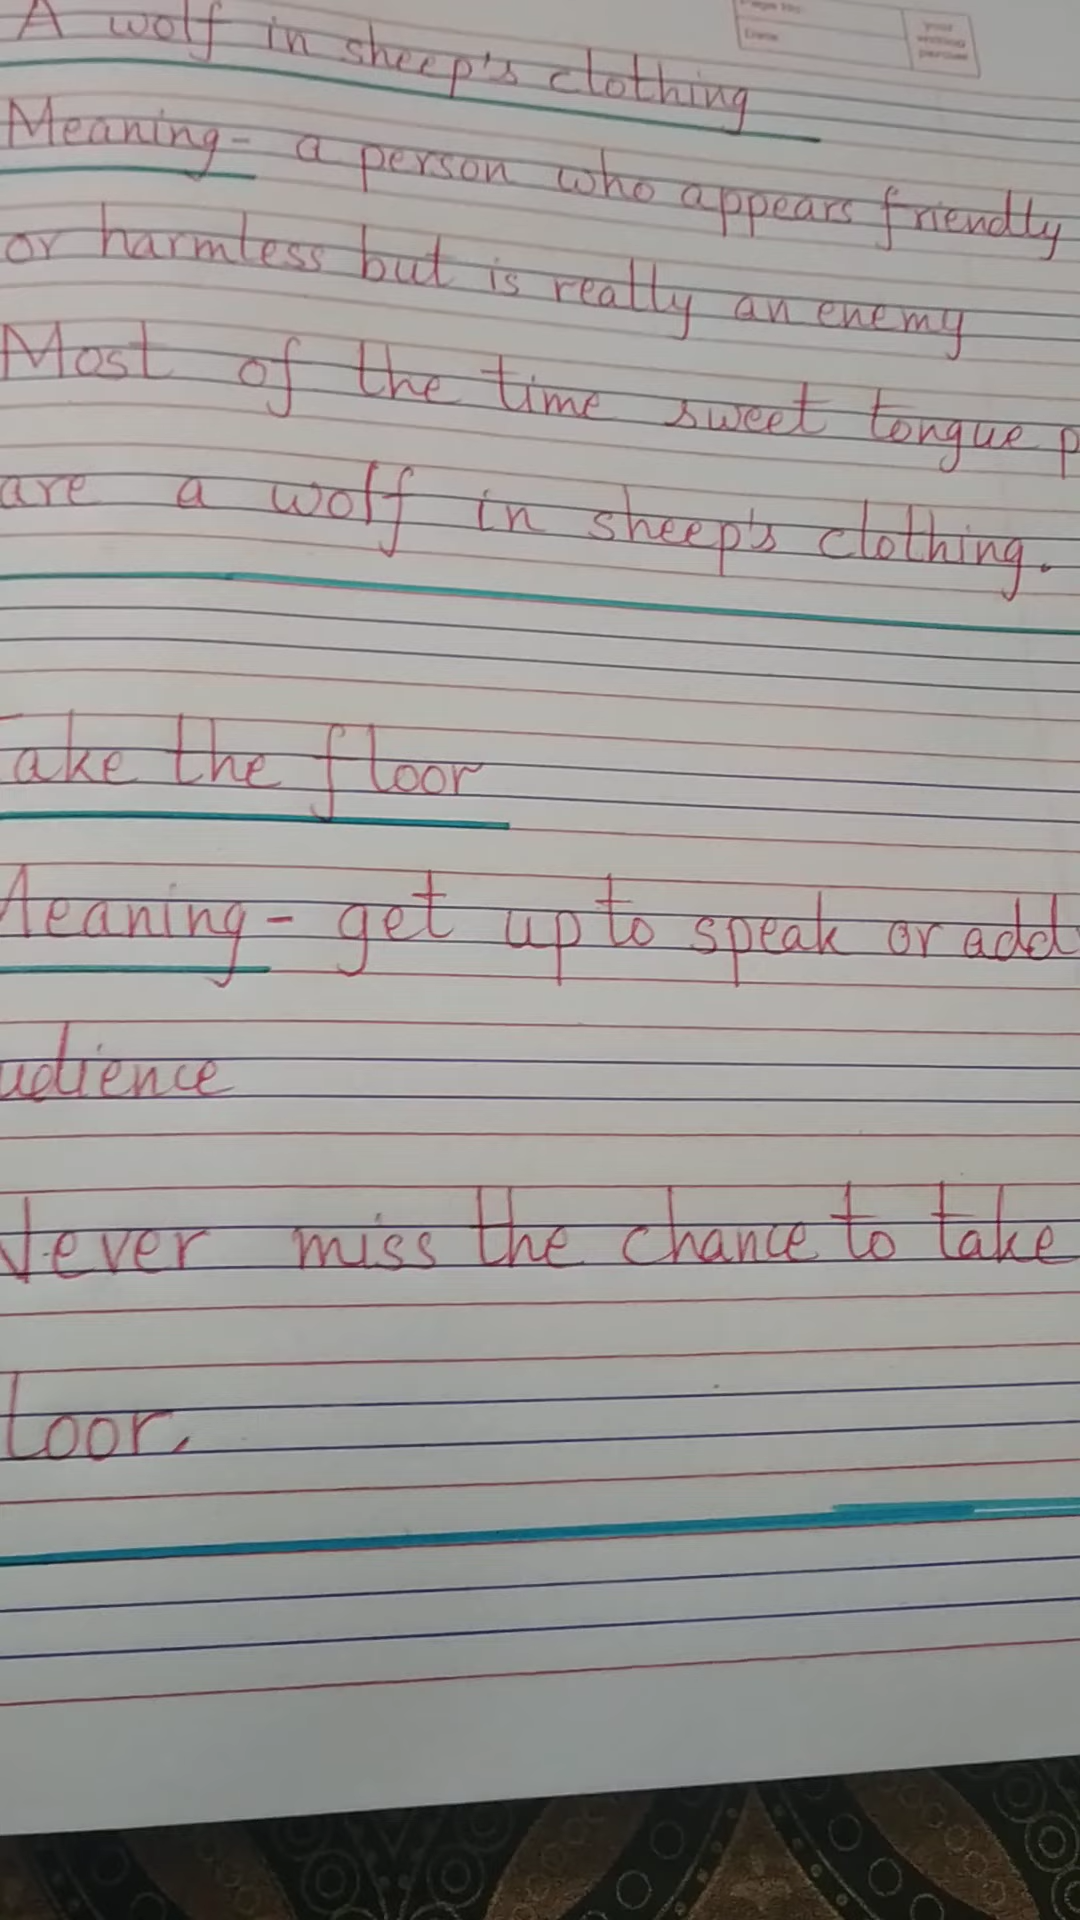 A wolf in sheep's clothing
Meaning - a person who appears friendly
or harmless but is really an enemy
Most of the time sweet tongue p
are a wolf in sheep's clothing.
ake the floor
Meaning - get up to speak or add
udience
Never miss the chance to take
loor.